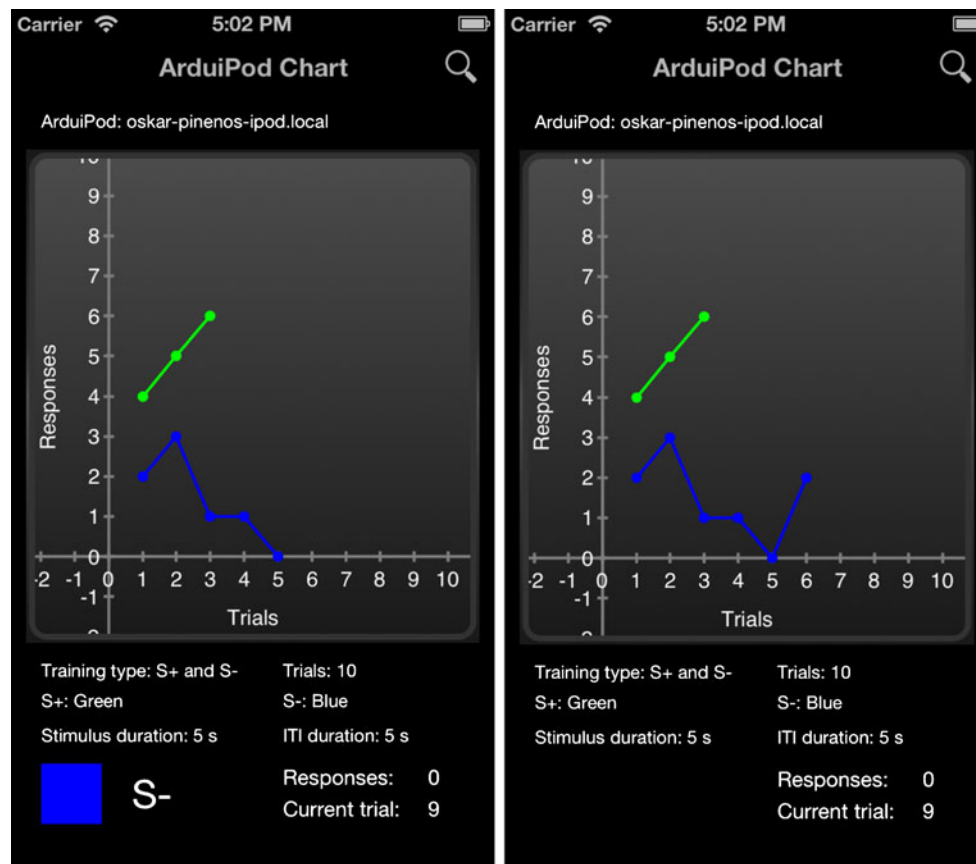 Carrier 5:02 PM
ArduiPod Chart
ArduiPod: oskar-pinenos-ipod.local
10
9
8
7
6
5
4
3
2
1
0
-1
Responses
-2 -1 0 1 2 3 4 5 6 7 8 9 10
Trials
Training type: S+ and S- Trials: 10
S+: Green S-: Blue
Stimulus duration: 5 s ITI duration: 5 s
S-
Responses: 0
Current trial: 9
Carrier 5:02 PM
ArduiPod Chart
ArduiPod: oskar-pinenos-ipod.local
10
9
8
7
6
5
4
3
2
1
0
-1
Responses
-2 -1 0 1 2 3 4 5 6 7 8 9 10
Trials
Training type: S+ and S- Trials: 10
S+: Green S-: Blue
Stimulus duration: 5 s ITI duration: 5 s
Responses: 0
Current trial: 9